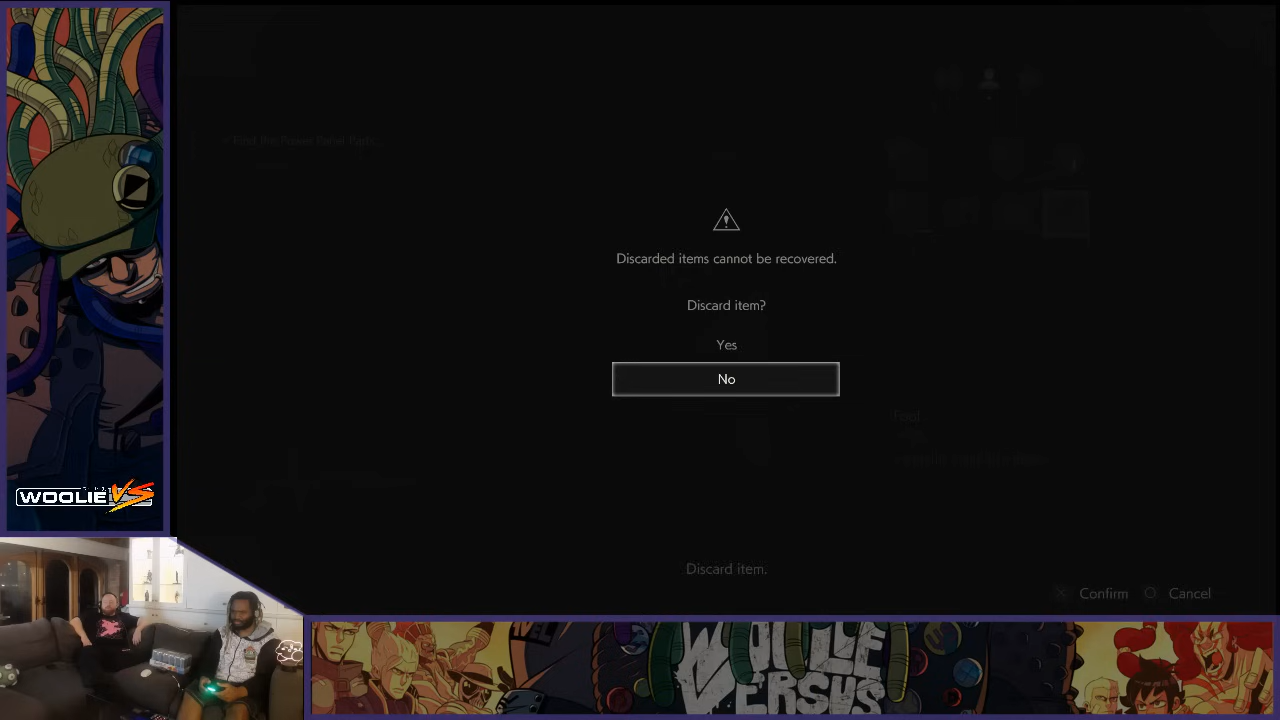 Discarded items cannot be recovered.
Discard item?
Yes
No
Discard item.
Confirm
Cancel
WOOLIE VS
WOOLIE
VERSUS